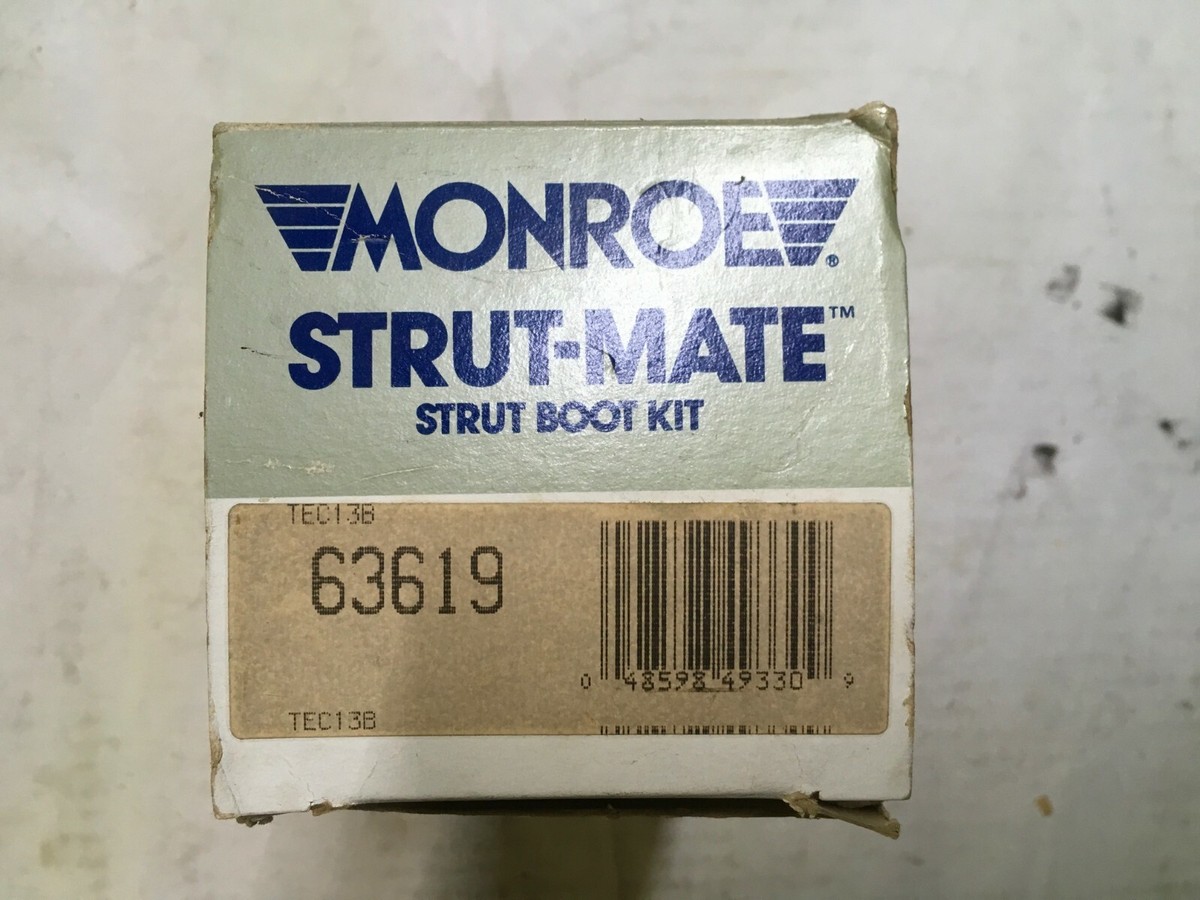 MONROE®
STRUT-MATE™
STRUT BOOT KIT
TEC13B
63619
0 48598 49330 9
TEC13B